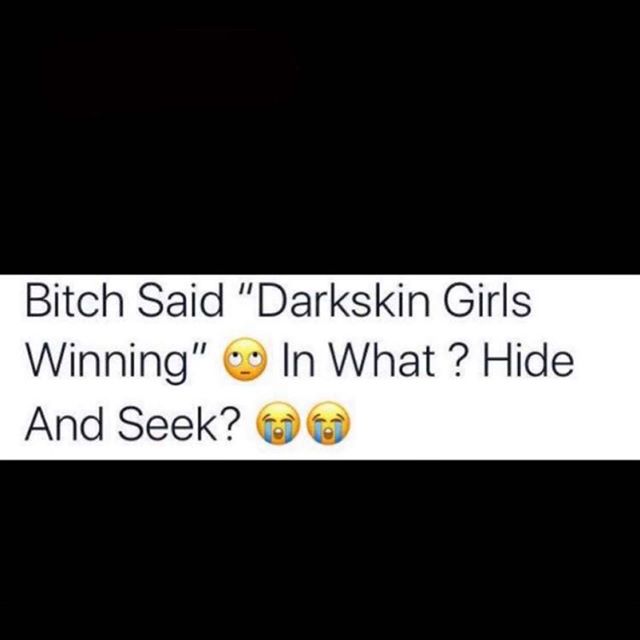 Bitch Said "Darkskin Girls
Winning" 🙄 In What ? Hide
And Seek? 😭😭